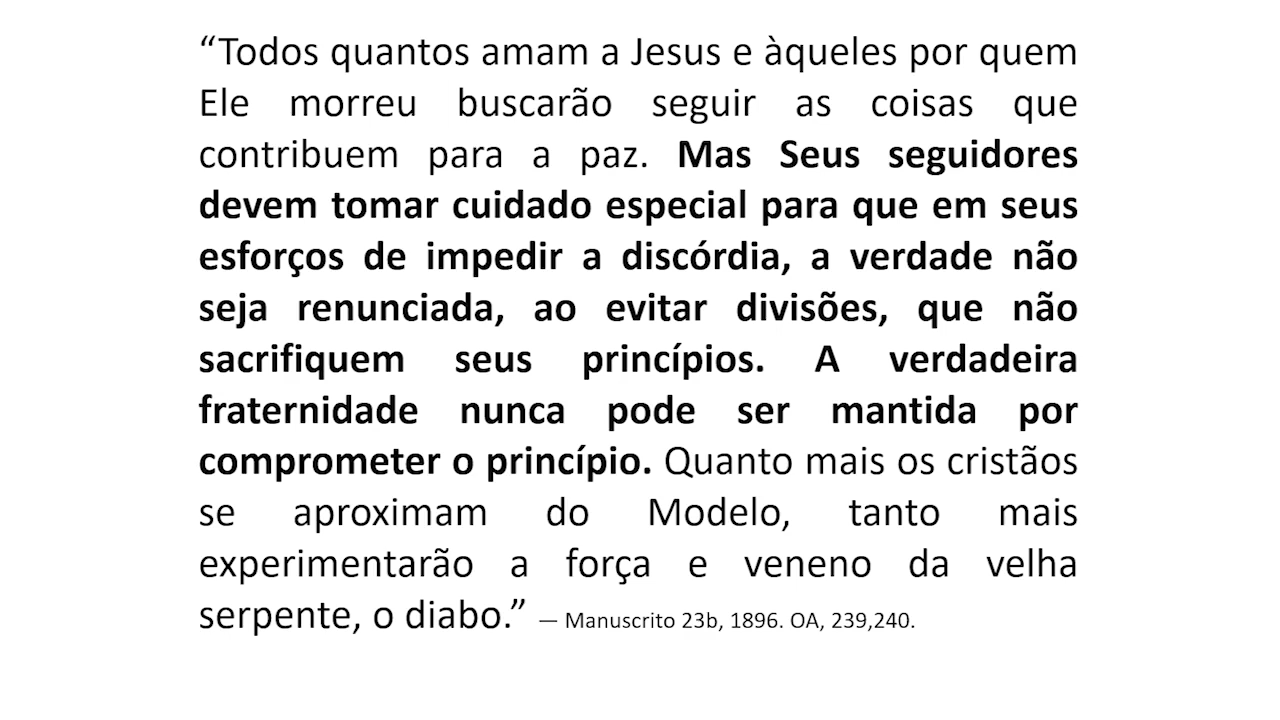 “Todos quantos amam a Jesus e àqueles por quem
Ele morreu buscarão seguir as coisas que
contribuem para a paz. Mas Seus seguidores
devem tomar cuidado especial para que em seus
esforços de impedir a discórdia, a verdade não
seja renunciada, ao evitar divisões, que não
sacrifiquem seus princípios. A verdadeira
fraternidade nunca pode ser mantida por
comprometer o princípio. Quanto mais os cristãos
se aproximam do Modelo, tanto mais
experimentarão a força e veneno da velha
serpente, o diabo.” — Manuscrito 23b, 1896. OA, 239,240.